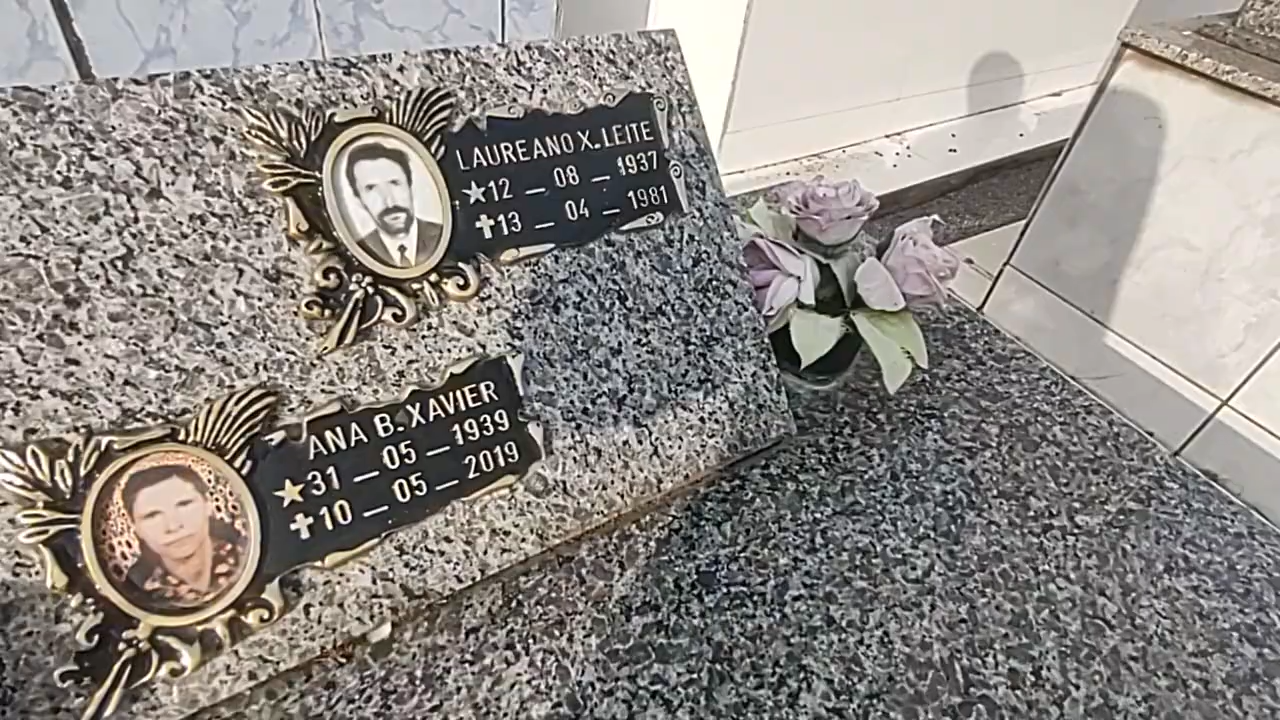 LAUREANO X. LEITE
★12 – 08 – 1937
✝13 – 04 – 1981
ANA B. XAVIER
★31 – 05 – 1939
✝10 – 05 – 2019